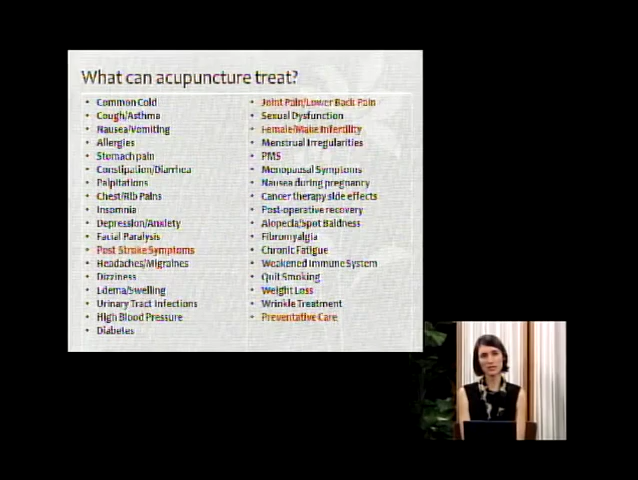 What can acupuncture treat?
• Common Cold
• Cough/Asthma
• Nausea/Vomiting
• Allergies
• Stomach pain
• Constipation/Diarrhea
• Palpitations
• Chest/Rib Pains
• Insomnia
• Depression/Anxiety
• Facial Paralysis
• Post Stroke Symptoms
• Headaches/Migraines
• Dizziness
• Edema/Swelling
• Urinary Tract Infections
• High Blood Pressure
• Diabetes
• Joint Pain/Lower Back Pain
• Sexual Dysfunction
• Female/Male Infertility
• Menstrual Irregularities
• PMS
• Menopausal Symptoms
• Nausea during pregnancy
• Cancer therapy side effects
• Post-operative recovery
• Alopecia/Spot Baldness
• Fibromyalgia
• Chronic Fatigue
• Weakened Immune System
• Quit Smoking
• Weight Loss
• Wrinkle Treatment
• Preventative Care